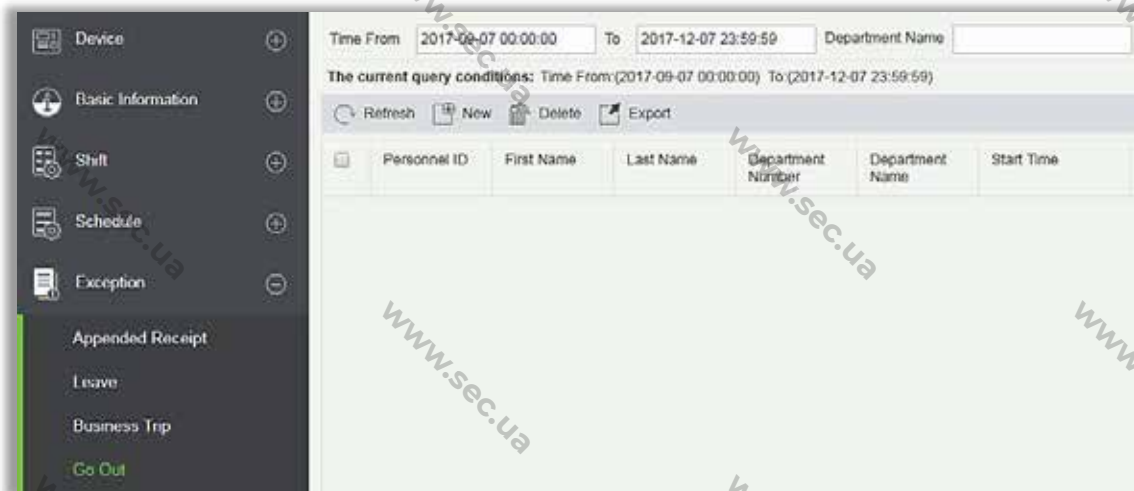 Device
Basic Information
Shift
Schedule
Exception
Appended Receipt
Leave
Business Trip
Go Out
Time From 2017-09-07 00:00:00 To 2017-12-07 23:59:59 Department Name
The current query conditions: Time From:(2017-09-07 00:00:00) To:(2017-12-07 23:59:59)
Refresh New Delete Export
Personnel ID First Name Last Name Department Number Department Name Start Time
www.sec.ua
www.sec.ua
www.sec.ua
www.sec.ua